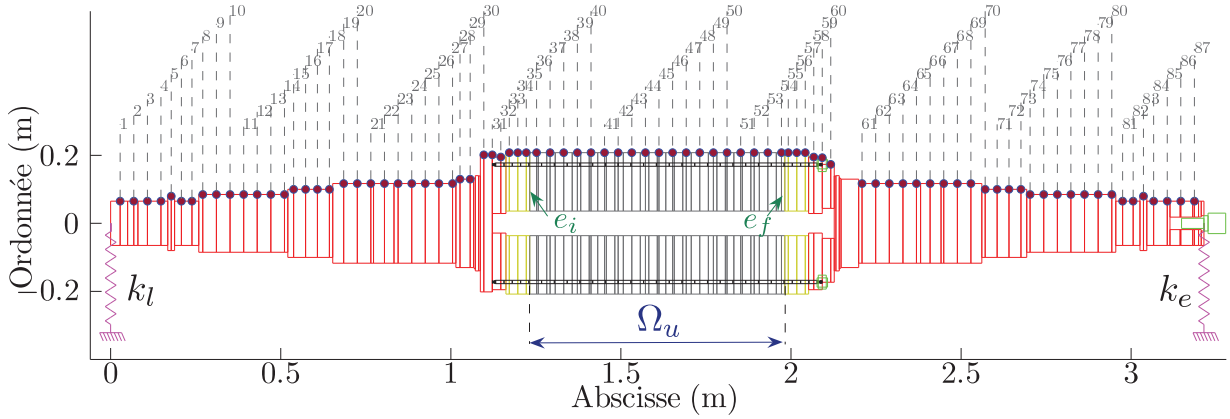 10 20 30 40 50 60 70 80
9 19 29 39 49 59 69 79
8 18 28 38 48 58 68 78
7 17 27 37 47 57 67 77 87
6 16 26 36 46 56 66 76 86
5 15 25 35 45 55 65 75 85
4 14 24 34 44 54 64 74 84
3 13 23 33 43 53 63 73 83
2 12 22 32 42 52 62 72 82
1 11 21 31 41 51 61 71 81
Ordonnée (m)
0.2
0
−0.2
e_i
e_f
k_l
k_e
Ω_u
0 0.5 1 1.5 2 2.5 3
Abscisse (m)